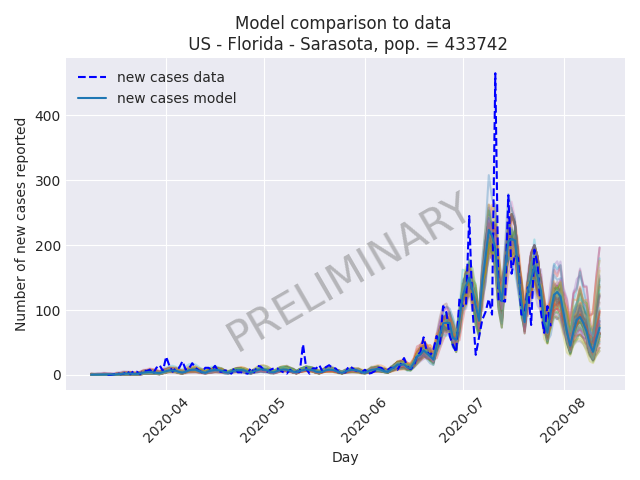 Model comparison to data
US - Florida - Sarasota, pop. = 433742
new cases data
new cases model
Number of new cases reported
400
300
200
100
0
PRELIMINARY
2020-04
2020-05
2020-06
2020-07
2020-08
Day